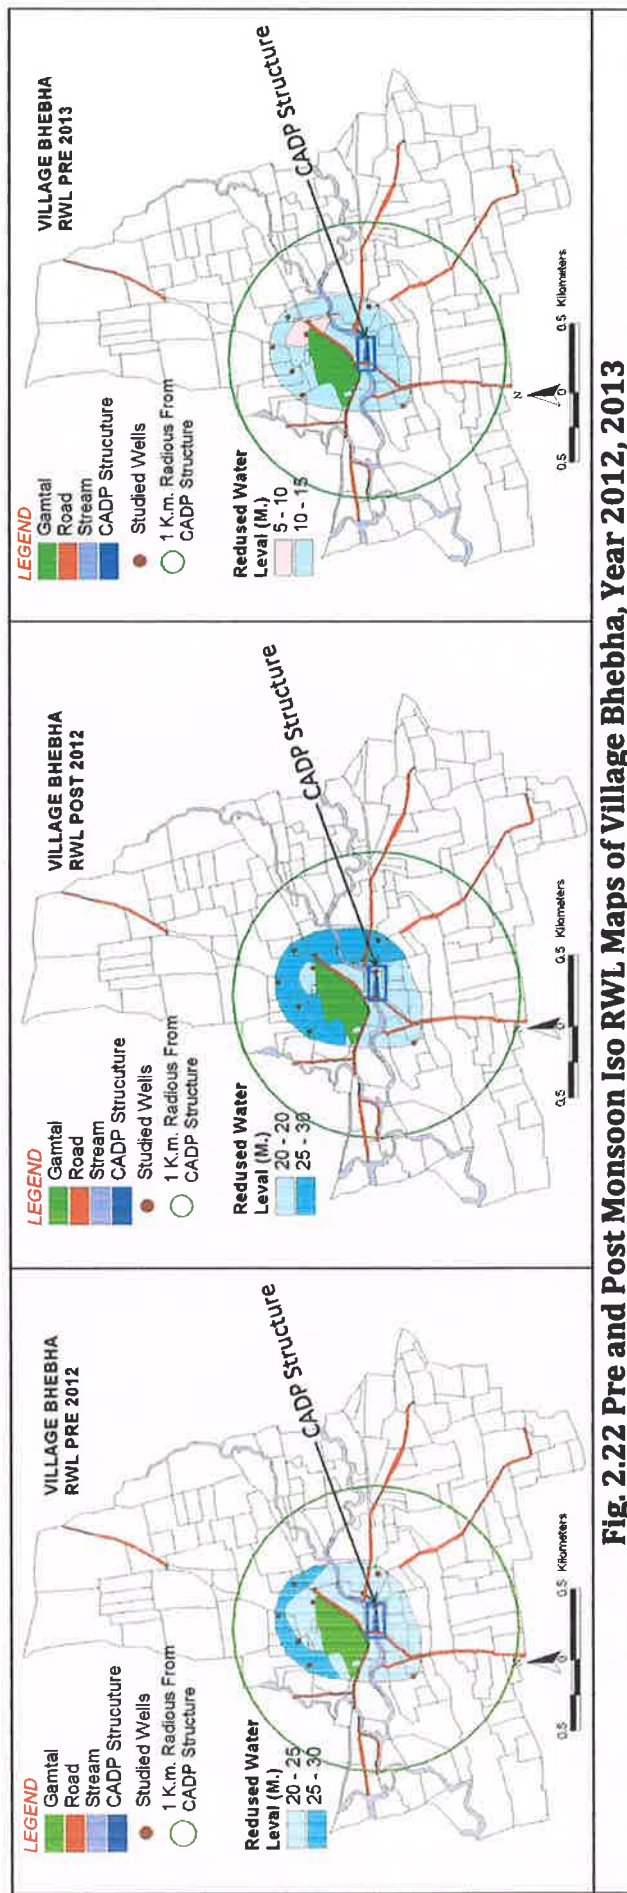 VILLAGE BHEBHA
RWL PRE 2012
LEGEND
Gamtal
Road
Stream
CADP Strucuture
Studied Wells
1 K.m. Radious From
CADP Structure
Redused Water
Leval (M.)
20 - 25
25 - 30
CADP Structure
0.5 0 0.5 Kilometers
VILLAGE BHEBHA
RWL POST 2012
LEGEND
Gamtal
Road
Stream
CADP Strucuture
Studied Wells
1 K.m. Radious From
CADP Structure
Redused Water
Leval (M.)
20 - 20
25 - 30
CADP Structure
0.5 0 0.5 Kilometers
VILLAGE BHEBHA
RWL PRE 2013
LEGEND
Gamtal
Road
Stream
CADP Strucuture
Studied Wells
1 K.m. Radious From
CADP Structure
Redused Water
Leval (M.)
5 - 10
10 - 15
CADP Structure
N
0.5 0 0.5 Kilometers
Fig. 2.22 Pre and Post Monsoon Iso RWL Maps of Village Bhebha, Year 2012, 2013